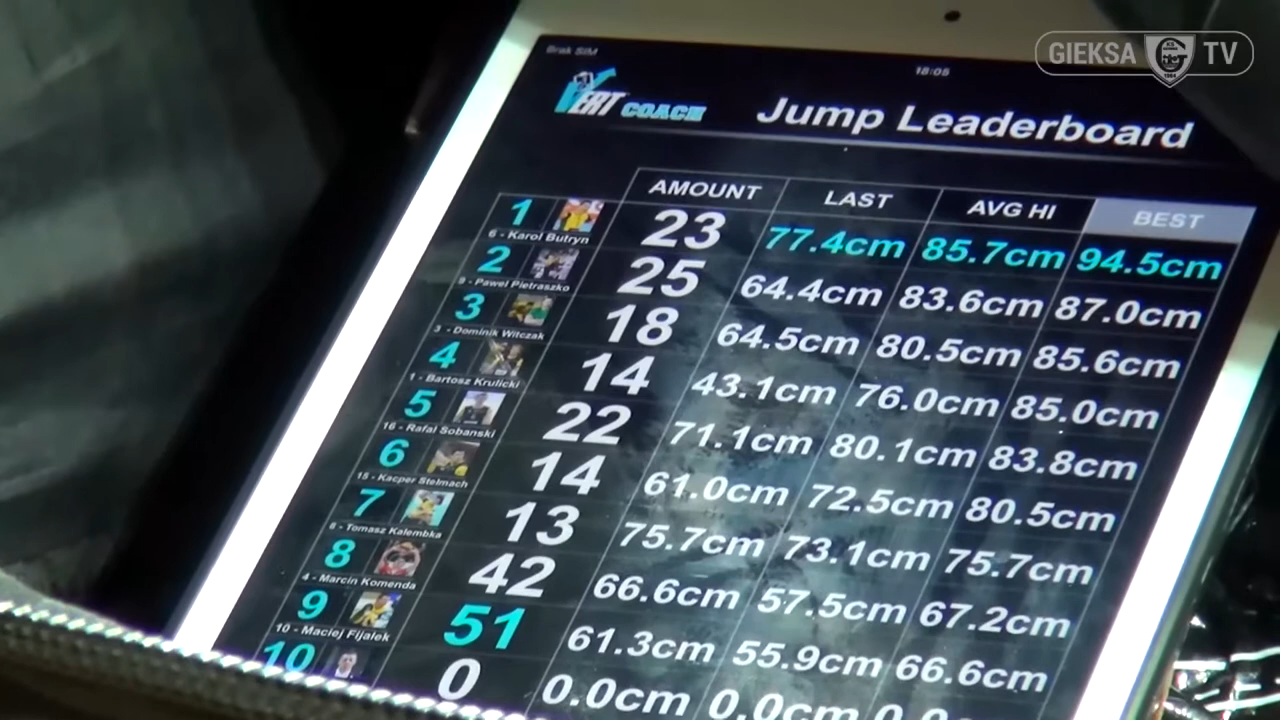 GIEKSA TV
Brak SIM
18:05
VERT COACH
Jump Leaderboard
AMOUNT LAST AVG HI BEST
1 23 77.4cm 85.7cm 94.5cm
6 - Karol Butryn
2 25 64.4cm 83.6cm 87.0cm
9 - Pawel Pietraszko
3 18 64.5cm 80.5cm 85.6cm
3 - Dominik Witczak
4 14 43.1cm 76.0cm 85.0cm
1 - Bartosz Krulicki
5 22 71.1cm 80.1cm 83.8cm
16 - Rafal Sobanski
6 14 61.0cm 72.5cm 80.5cm
15 - Kacper Stelmach
7 13 75.7cm 73.1cm 75.7cm
8 - Tomasz Kalembka
8 42 66.6cm 57.5cm 67.2cm
4 - Marcin Komenda
9 51 61.3cm 55.9cm 66.6cm
10 - Maciej Fijalek
10 0 0.0cm 0.0cm